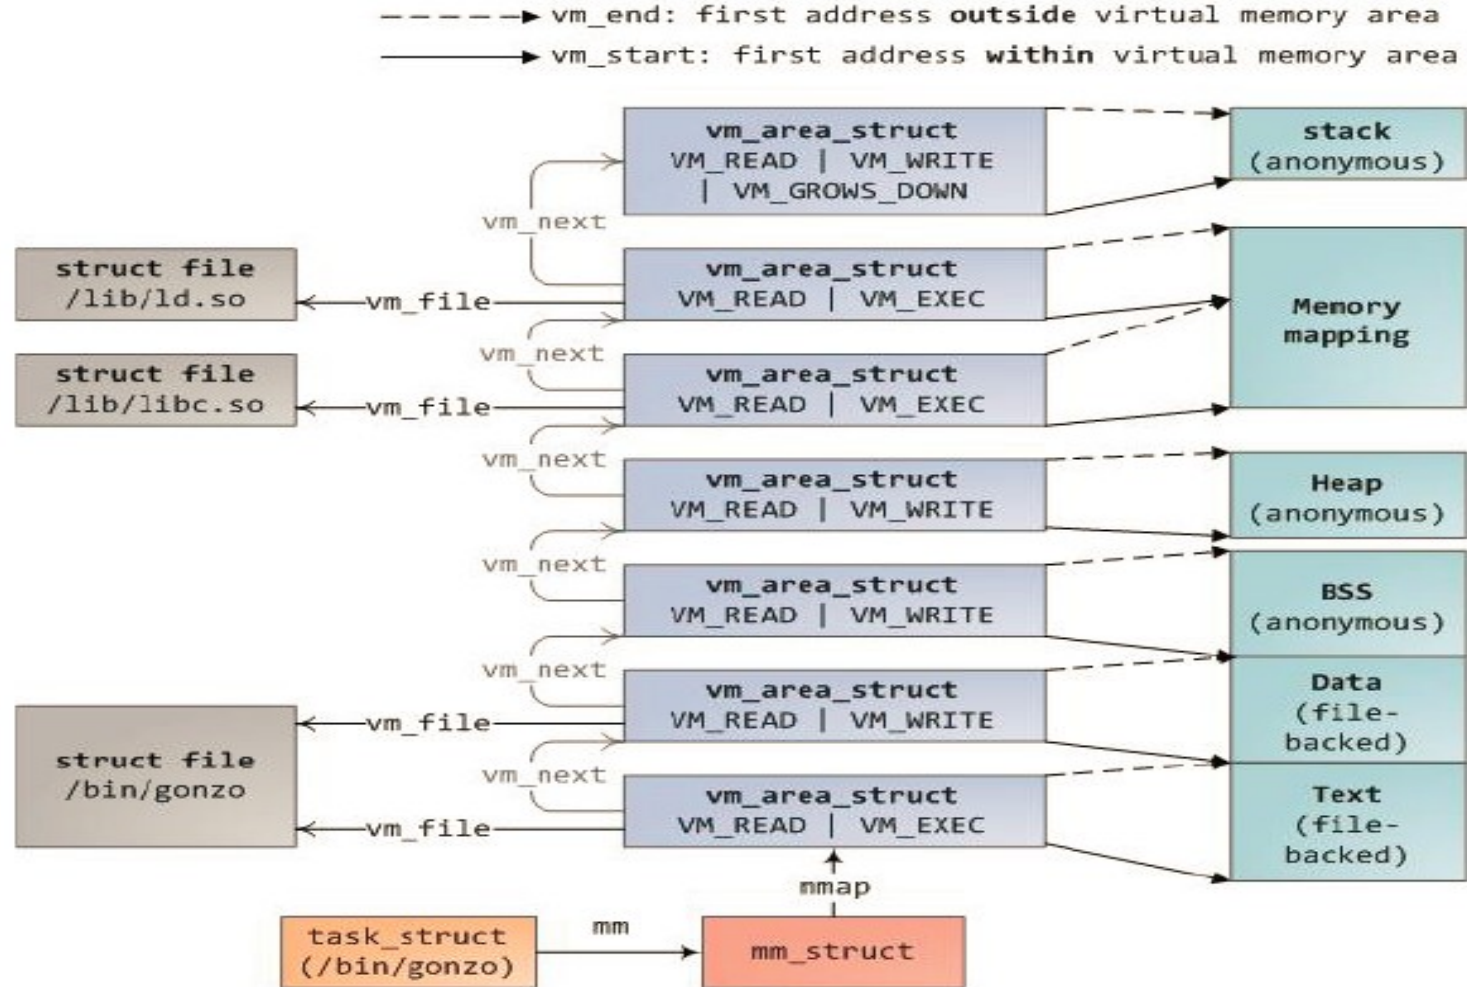 vm_end: first address outside virtual memory area
vm_start: first address within virtual memory area
vm_area_struct
VM_READ | VM_WRITE
| VM_GROWS_DOWN
stack
(anonymous)
vm_next
struct file
/lib/ld.so
vm_file
vm_area_struct
VM_READ | VM_EXEC
Memory
mapping
vm_next
struct file
/lib/libc.so
vm_file
vm_area_struct
VM_READ | VM_EXEC
vm_next
vm_area_struct
VM_READ | VM_WRITE
Heap
(anonymous)
vm_next
vm_area_struct
VM_READ | VM_WRITE
BSS
(anonymous)
vm_next
vm_file
vm_area_struct
VM_READ | VM_WRITE
Data
(file-
backed)
struct file
/bin/gonzo
vm_next
vm_file
vm_area_struct
VM_READ | VM_EXEC
Text
(file-
backed)
mmap
task_struct
(/bin/gonzo)
mm
mm_struct